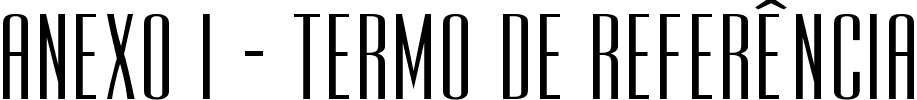 ANEXO I - TERMO DE REFERÊNCIA